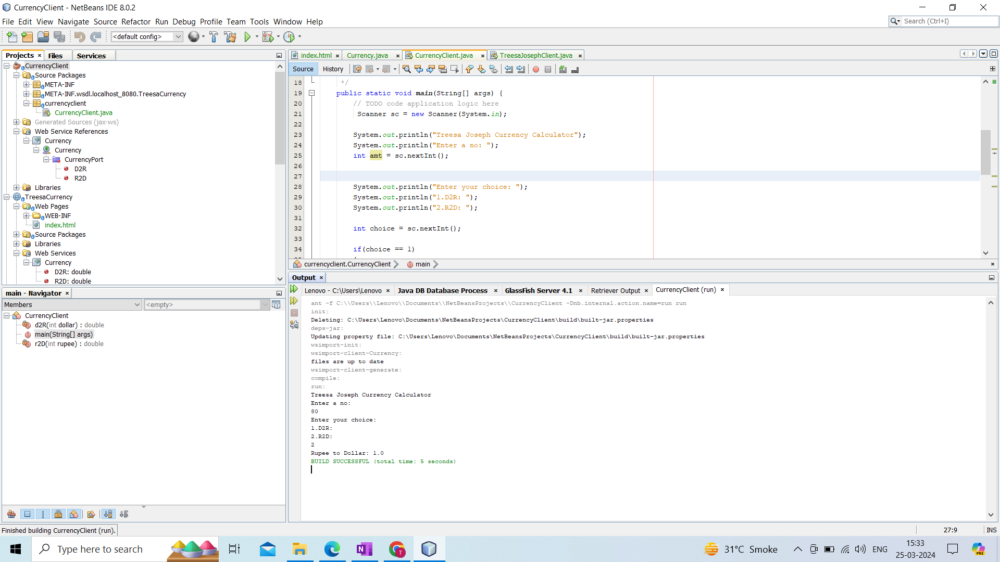 CurrencyClient - NetBeans IDE 8.0.2
File Edit View Navigate Source Refactor Run Debug Profile Team Tools Window Help
Search (Ctrl+I)
<default config>
Projects Files Services
CurrencyClient
Source Packages
META-INF
META-INF.wsdl.localhost_8080.TreesaCurrency
currencyclient
CurrencyClient.java
Generated Sources (jax-ws)
Web Service References
Currency
Currency
CurrencyPort
D2R
R2D
Libraries
TreesaCurrency
Web Pages
WEB-INF
index.html
Source Packages
Libraries
Web Services
Currency
D2R: double
R2D: double
main - Navigator
Members <empty>
CurrencyClient
d2R(int dollar) : double
main(String[] args)
r2D(int rupee) : double
index.html Currency.java CurrencyClient.java TreesaJosephClient.java
Source History
18 */
19 public static void main(String[] args) {
20 // TODO code application logic here
21 Scanner sc = new Scanner(System.in);
22
23 System.out.println("Treesa Joseph Currency Calculator");
24 System.out.println("Enter a no: ");
25 int amt = sc.nextInt();
26
27
28 System.out.println("Enter your choice: ");
29 System.out.println("1.D2R: ");
30 System.out.println("2.R2D: ");
31
32 int choice = sc.nextInt();
33
34 if(choice == 1)
currencyclient.CurrencyClient main
Output
Lenovo - C:\Users\Lenovo Java DB Database Process GlassFish Server 4.1 Retriever Output CurrencyClient (run)
ant -f C:\\Users\\Lenovo\\Documents\\NetBeansProjects\\CurrencyClient -Dnb.internal.action.name=run run
init:
Deleting: C:\Users\Lenovo\Documents\NetBeansProjects\CurrencyClient\build\built-jar.properties
deps-jar:
Updating property file: C:\Users\Lenovo\Documents\NetBeansProjects\CurrencyClient\build\built-jar.properties
wsimport-init:
wsimport-client-Currency:
files are up to date
wsimport-client-generate:
compile:
run:
Treesa Joseph Currency Calculator
Enter a no:
80
Enter your choice:
1.D2R:
2.R2D:
2
Rupee to Dollar: 1.0
BUILD SUCCESSFUL (total time: 5 seconds)
Finished building CurrencyClient (run).
27:9 INS
Type here to search
31°C Smoke
ENG
15:33
25-03-2024
PRE